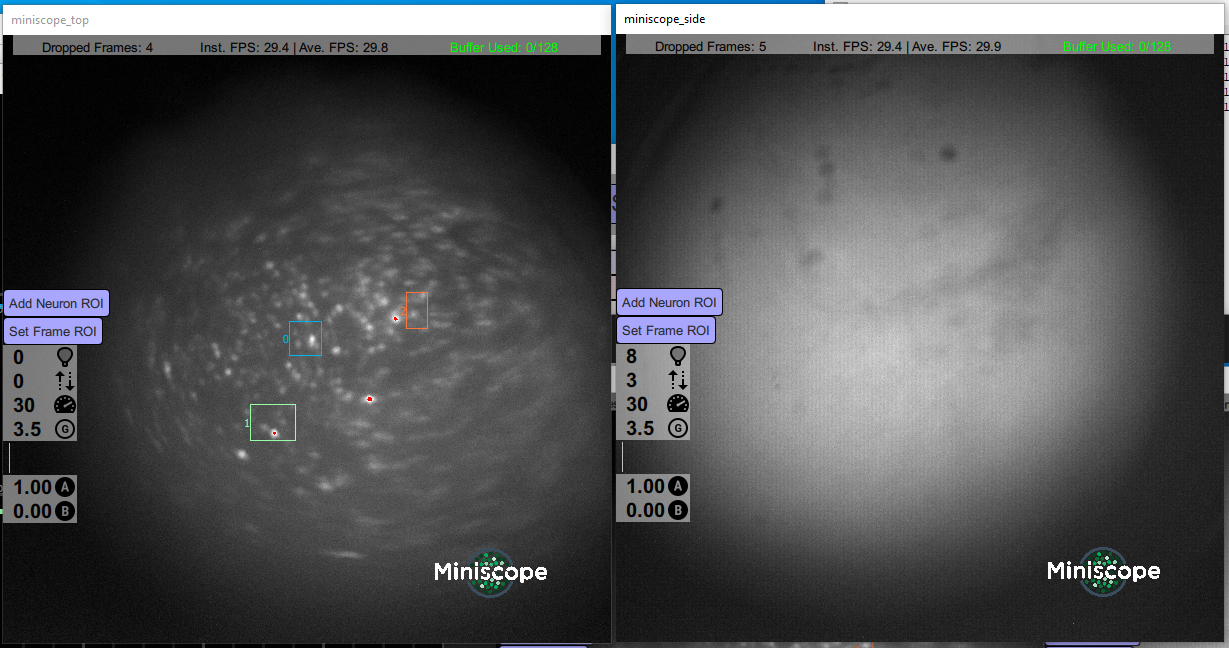 miniscope_top
Dropped Frames: 4 Inst. FPS: 29.4 | Ave. FPS: 29.8 Buffer Used: 0/128
Add Neuron ROI
Set Frame ROI
0
0
30
3.5 G
1.00 A
0.00 B
0
1
2
Miniscope
miniscope_side
Dropped Frames: 5 Inst. FPS: 29.4 | Ave. FPS: 29.9 Buffer Used: 0/128
Add Neuron ROI
Set Frame ROI
8
3
30
3.5 G
1.00 A
0.00 B
Miniscope